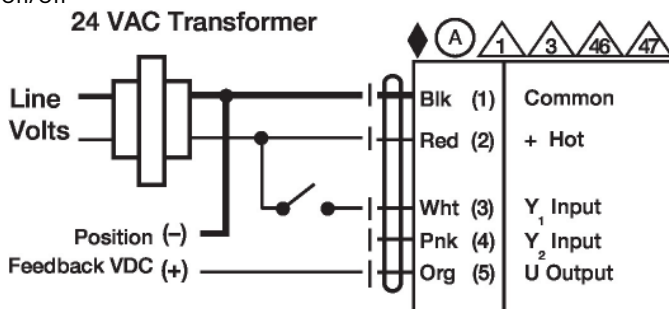 24 VAC Transformer
A 1 3 46 47
Line
Volts
Blk (1) Common
Red (2) + Hot
Wht (3) Y1 Input
Position (–)
Pnk (4) Y2 Input
Feedback VDC (+)
Org (5) U Output